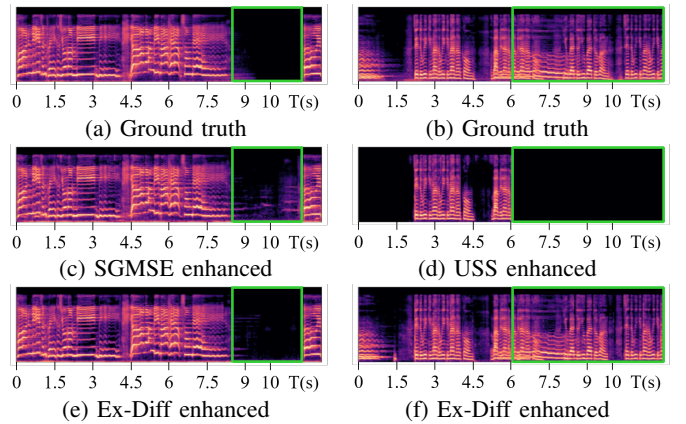 0 1.5 3 4.5 6 7.5 9 10 T(s)
(a) Ground truth
0 1.5 3 4.5 6 7.5 9 10 T(s)
(b) Ground truth
0 1.5 3 4.5 6 7.5 9 10 T(s)
(c) SGMSE enhanced
0 1.5 3 4.5 6 7.5 9 10 T(s)
(d) USS enhanced
0 1.5 3 4.5 6 7.5 9 10 T(s)
(e) Ex-Diff enhanced
0 1.5 3 4.5 6 7.5 9 10 T(s)
(f) Ex-Diff enhanced